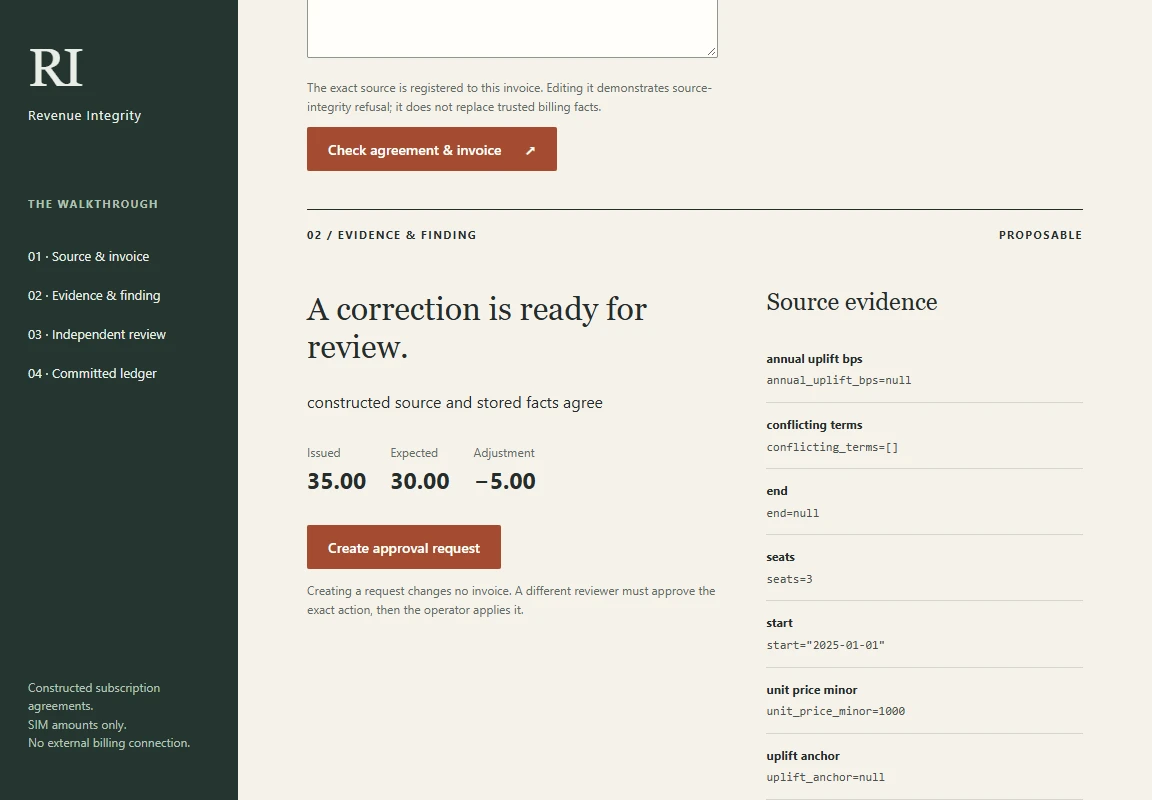 RI
Revenue Integrity
THE WALKTHROUGH
01 · Source & invoice
02 · Evidence & finding
03 · Independent review
04 · Committed ledger
Constructed subscription
agreements.
SIM amounts only.
No external billing connection.
The exact source is registered to this invoice. Editing it demonstrates source-
integrity refusal; it does not replace trusted billing facts.
Check agreement & invoice ↗
02 / EVIDENCE & FINDING
PROPOSABLE
A correction is ready for
review.
constructed source and stored facts agree
Issued Expected Adjustment
35.00 30.00 −5.00
Create approval request
Creating a request changes no invoice. A different reviewer must approve the
exact action, then the operator applies it.
Source evidence
annual uplift bps
annual_uplift_bps=null
conflicting terms
conflicting_terms=[]
end
end=null
seats
seats=3
start
start="2025-01-01"
unit price minor
unit_price_minor=1000
uplift anchor
uplift_anchor=null